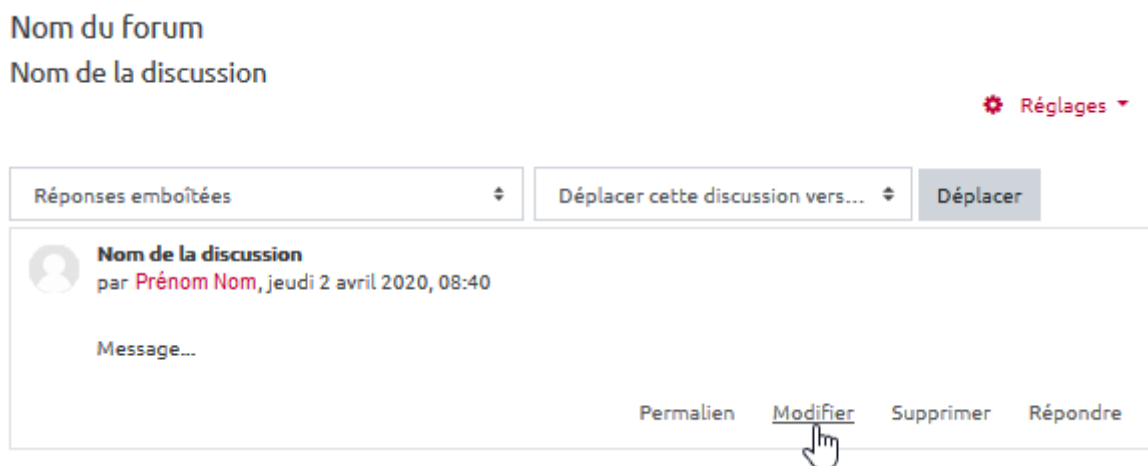 Nom du forum
Nom de la discussion
Réglages
Réponses emboîtées
Déplacer cette discussion vers...
Déplacer
Nom de la discussion
par Prénom Nom, jeudi 2 avril 2020, 08:40
Message...
Permalien Modifier Supprimer Répondre